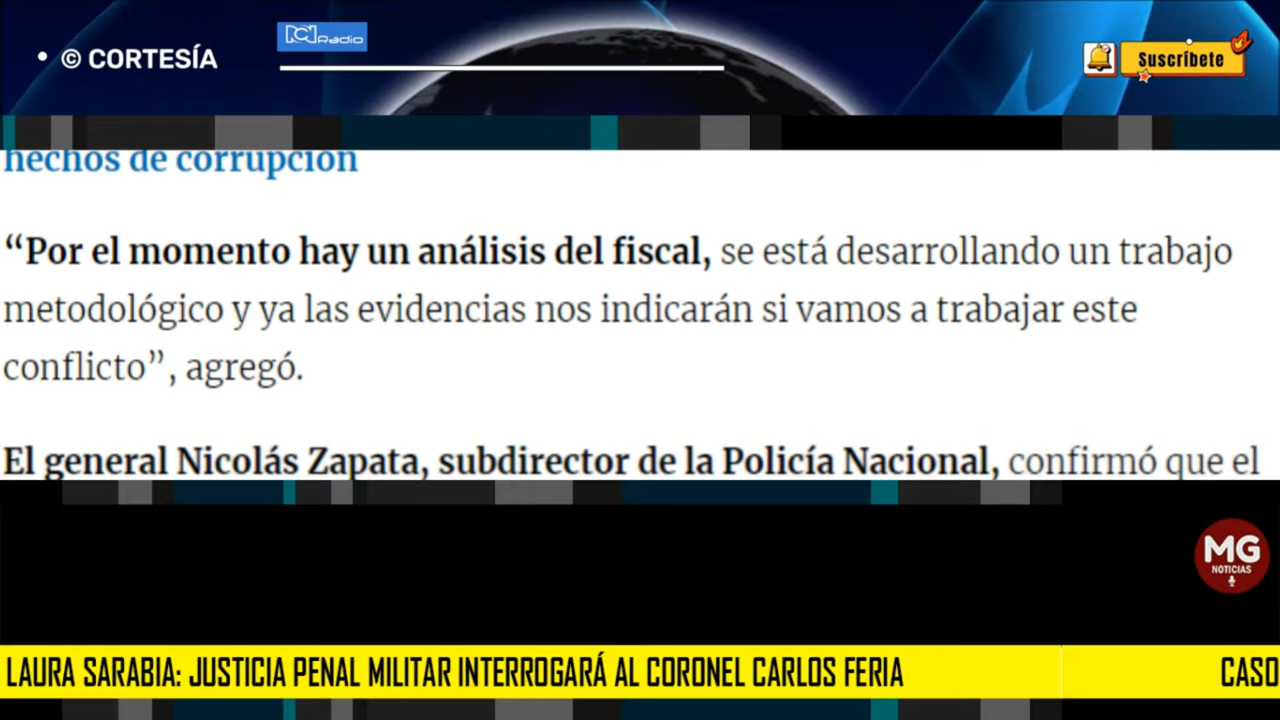 • © CORTESÍA
RCN Radio
Suscríbete
hechos de corrupción
“Por el momento hay un análisis del fiscal, se está desarrollando un trabajo
metodológico y ya las evidencias nos indicarán si vamos a trabajar este
conflicto”, agregó.
El general Nicolás Zapata, subdirector de la Policía Nacional, confirmó que el
MG
NOTICIAS
LAURA SARABIA: JUSTICIA PENAL MILITAR INTERROGARÁ AL CORONEL CARLOS FERIA
CASO